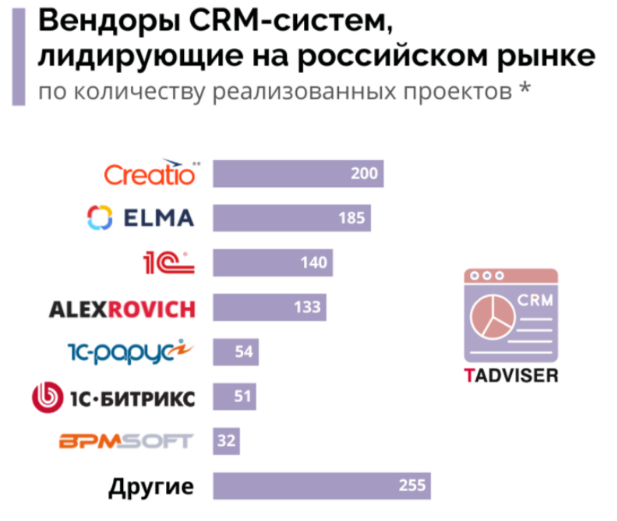 Вендоры CRM-систем,
лидирующие на российском рынке
по количеству реализованных проектов *
Creatio **
200
ELMA
185
1С
140
ALEXROVICH
133
1С-рарус
54
1С·БИТРИКС
51
BPMSOFT
32
Другие
255
CRM
TADVISER